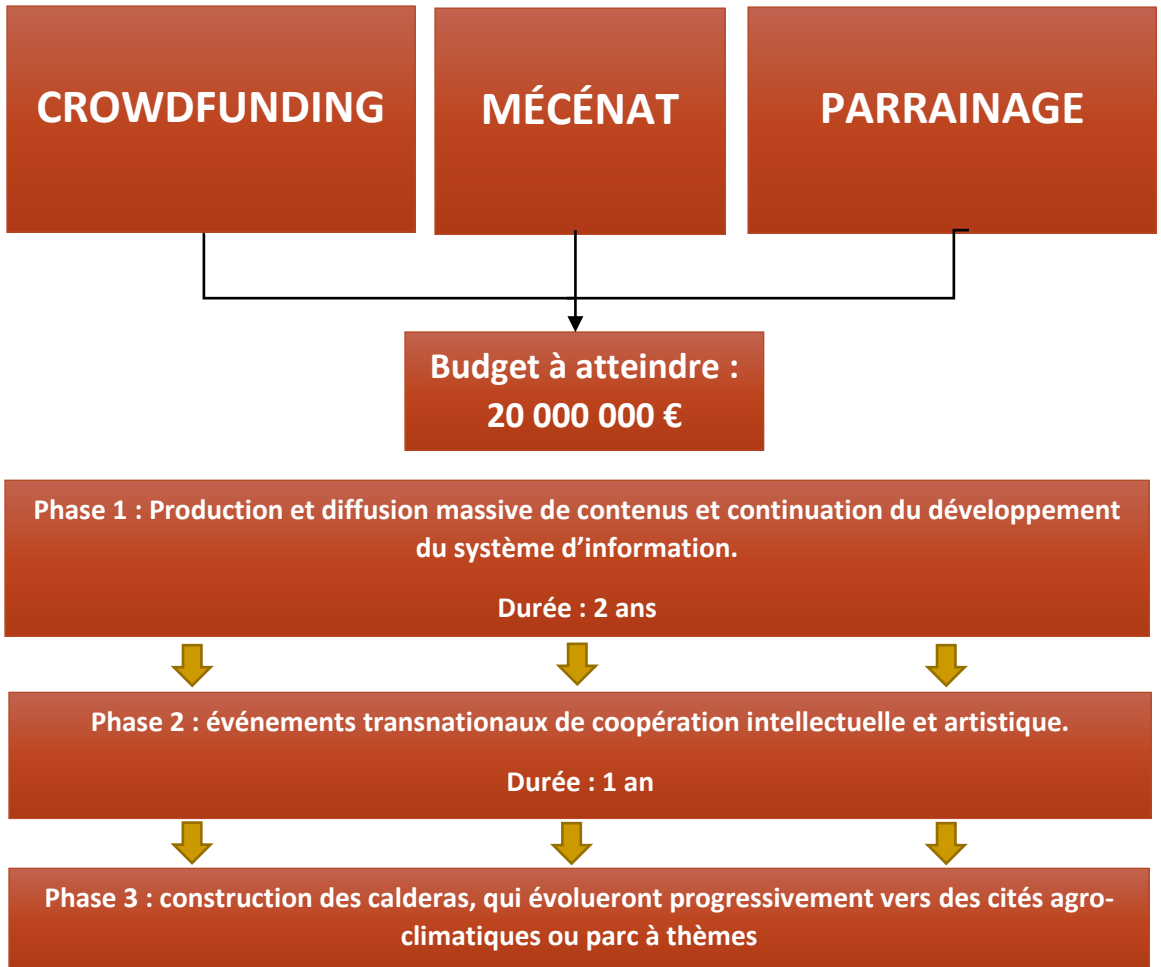 CROWDFUNDING
MÉCÉNAT
PARRAINAGE
Budget à atteindre :
20 000 000 €
Phase 1 : Production et diffusion massive de contenus et continuation du développement
du système d’information.
Durée : 2 ans
Phase 2 : événements transnationaux de coopération intellectuelle et artistique.
Durée : 1 an
Phase 3 : construction des calderas, qui évolueront progressivement vers des cités agro-
climatiques ou parc à thèmes